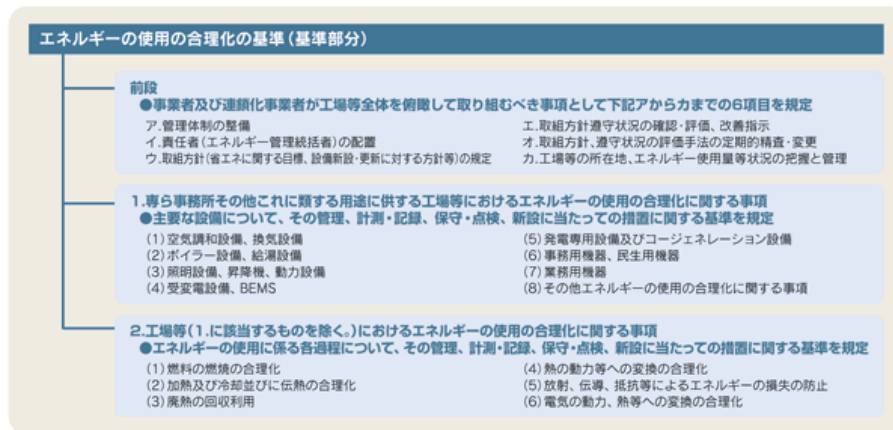 エネルギーの使用の合理化の基準（基準部分）
前段
●事業者及び連鎖化事業者が工場等全体を俯瞰して取り組むべき事項として下記アからカまでの6項目を規定
ア.管理体制の整備
イ.責任者(エネルギー管理統括者)の配置
ウ.取組方針(省エネに関する目標、設備新設・更新に対する方針等)の規定
エ.取組方針遵守状況の確認・評価、改善指示
オ.取組方針、遵守状況の評価手法の定期的精査・変更
カ.工場等の所在地、エネルギー使用量等状況の把握と管理
1.専ら事務所その他これに類する用途に供する工場等におけるエネルギーの使用の合理化に関する事項
●主要な設備について、その管理、計測・記録、保守・点検、新設に当たっての措置に関する基準を規定
(1)空気調和設備、換気設備
(2)ボイラー設備、給湯設備
(3)照明設備、昇降機、動力設備
(4)受変電設備、BEMS
(5)発電専用設備及びコージェネレーション設備
(6)事務用機器、民生用機器
(7)業務用機器
(8)その他エネルギーの使用の合理化に関する事項
2.工場等(1.に該当するものを除く。)におけるエネルギーの使用の合理化に関する事項
●エネルギーの使用に係る各過程について、その管理、計測・記録、保守・点検、新設に当たっての措置に関する基準を規定
(1)燃料の燃焼の合理化
(2)加熱及び冷却並びに伝熱の合理化
(3)廃熱の回収利用
(4)熱の動力等への変換の合理化
(5)放射、伝導、抵抗等によるエネルギーの損失の防止
(6)電気の動力、熱等への変換の合理化